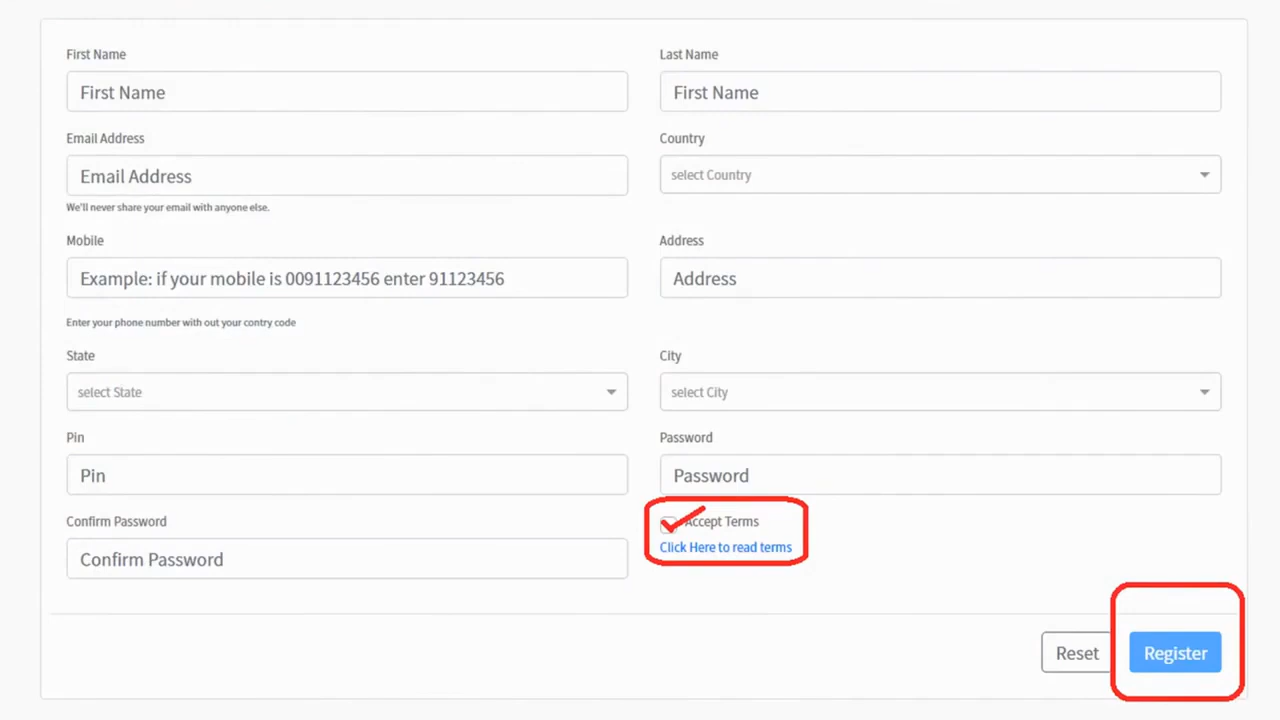 First Name
Last Name
First Name
First Name
Email Address
Country
Email Address
select Country
We'll never share your email with anyone else.
Mobile
Address
Example: if your mobile is 0091123456 enter 91123456
Address
Enter your phone number with out your contry code
State
City
select State
select City
Pin
Password
Pin
Password
Confirm Password
Accept Terms
Click Here to read terms
Confirm Password
Reset
Register